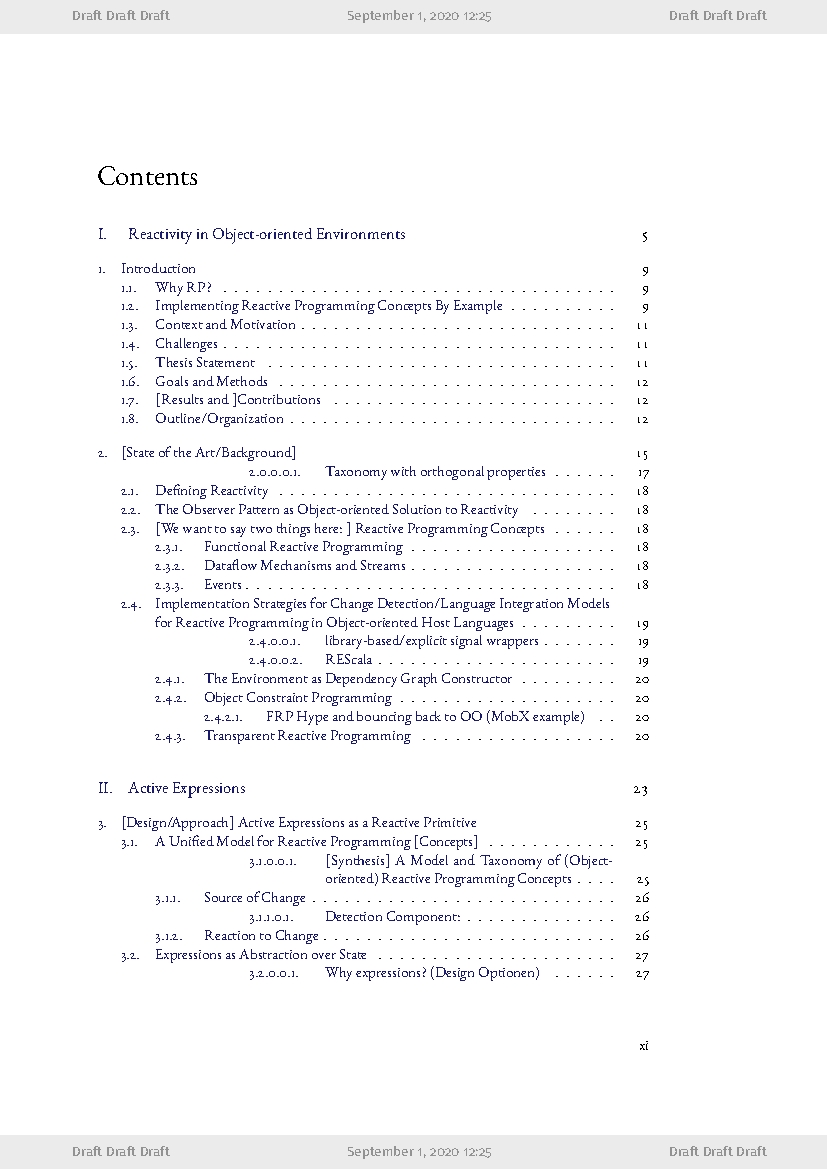 Draft Draft Draft September 1, 2020 12:25 Draft Draft Draft
Contents
I. Reactivity in Object-oriented Environments 5
1. Introduction 9
1.1. Why RP? . . . . . . . . . . . . . . . . . . . . . . . . . . . . . . . . . . . . 9
1.2. Implementing Reactive Programming Concepts By Example . . . . . . . . . . 9
1.3. Context and Motivation . . . . . . . . . . . . . . . . . . . . . . . . . . . . . 11
1.4. Challenges . . . . . . . . . . . . . . . . . . . . . . . . . . . . . . . . . . . . 11
1.5. Thesis Statement . . . . . . . . . . . . . . . . . . . . . . . . . . . . . . . . 11
1.6. Goals and Methods . . . . . . . . . . . . . . . . . . . . . . . . . . . . . . . 12
1.7. [Results and ]Contributions . . . . . . . . . . . . . . . . . . . . . . . . . . 12
1.8. Outline/Organization . . . . . . . . . . . . . . . . . . . . . . . . . . . . . . 12
2. [State of the Art/Background] 15
2.0.0.0.1. Taxonomy with orthogonal properties . . . . . . 17
2.1. Defining Reactivity . . . . . . . . . . . . . . . . . . . . . . . . . . . . . . . 18
2.2. The Observer Pattern as Object-oriented Solution to Reactivity . . . . . . . . 18
2.3. [We want to say two things here: ] Reactive Programming Concepts . . . . . . 18
2.3.1. Functional Reactive Programming . . . . . . . . . . . . . . . . . . . 18
2.3.2. Dataflow Mechanisms and Streams . . . . . . . . . . . . . . . . . . . 18
2.3.3. Events . . . . . . . . . . . . . . . . . . . . . . . . . . . . . . . . . . 18
2.4. Implementation Strategies for Change Detection/Language Integration Models
for Reactive Programming in Object-oriented Host Languages . . . . . . . . . 19
2.4.0.0.1. library-based/explicit signal wrappers . . . . . . . 19
2.4.0.0.2. REScala . . . . . . . . . . . . . . . . . . . . . . 19
2.4.1. The Environment as Dependency Graph Constructor . . . . . . . . . 20
2.4.2. Object Constraint Programming . . . . . . . . . . . . . . . . . . . . 20
2.4.2.1. FRP Hype and bouncing back to OO (MobX example) . . 20
2.4.3. Transparent Reactive Programming . . . . . . . . . . . . . . . . . . 20
II. Active Expressions 23
3. [Design/Approach] Active Expressions as a Reactive Primitive 25
3.1. A Unified Model for Reactive Programming [Concepts] . . . . . . . . . . . . 25
3.1.0.0.1. [Synthesis] A Model and Taxonomy of (Object-
oriented) Reactive Programming Concepts . . . . 25
3.1.1. Source of Change . . . . . . . . . . . . . . . . . . . . . . . . . . . . 26
3.1.1.0.1. Detection Component: . . . . . . . . . . . . . . 26
3.1.2. Reaction to Change . . . . . . . . . . . . . . . . . . . . . . . . . . . 26
3.2. Expressions as Abstraction over State . . . . . . . . . . . . . . . . . . . . . . 27
3.2.0.0.1. Why expressions? (Design Optionen) . . . . . . 27
xi
Draft Draft Draft September 1, 2020 12:25 Draft Draft Draft